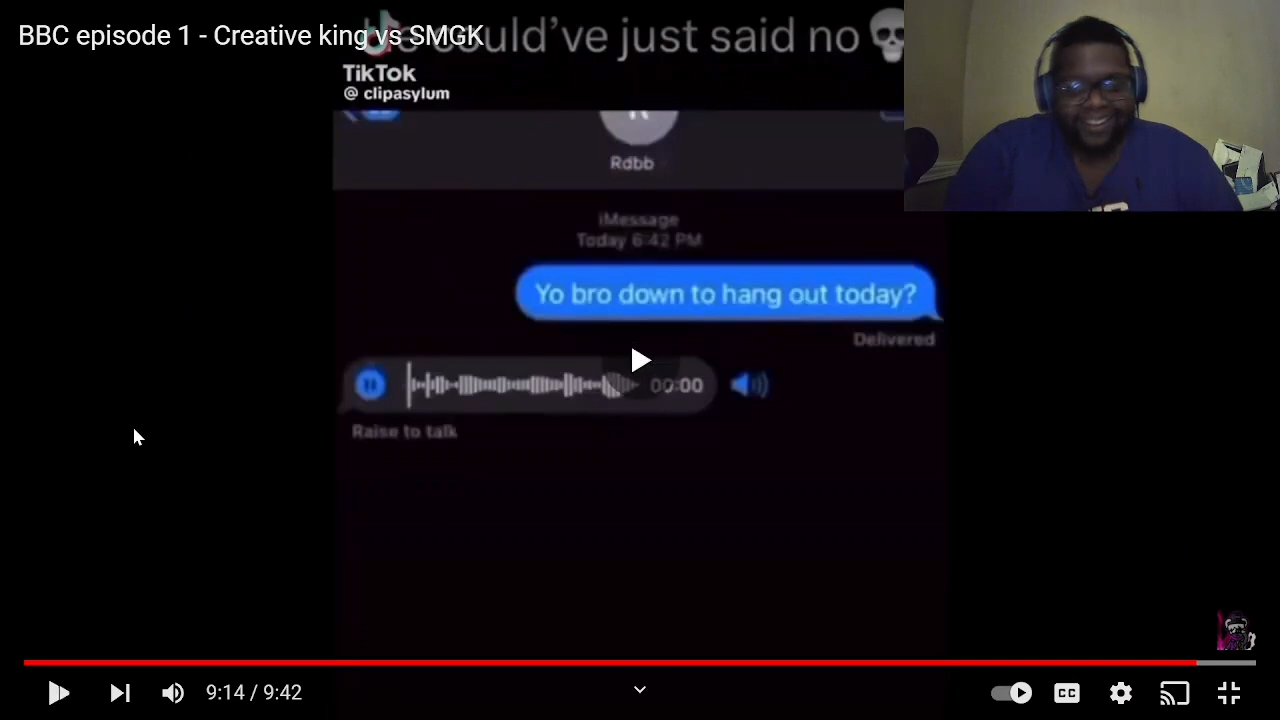 BBC episode 1 - Creative king vs SMGK
could've just said no💀
TikTok
@ clipasylum
Rdbb
iMessage
Today 6:42 PM
Yo bro down to hang out today?
Delivered
00:00
Raise to talk
9:14 / 9:42
CC